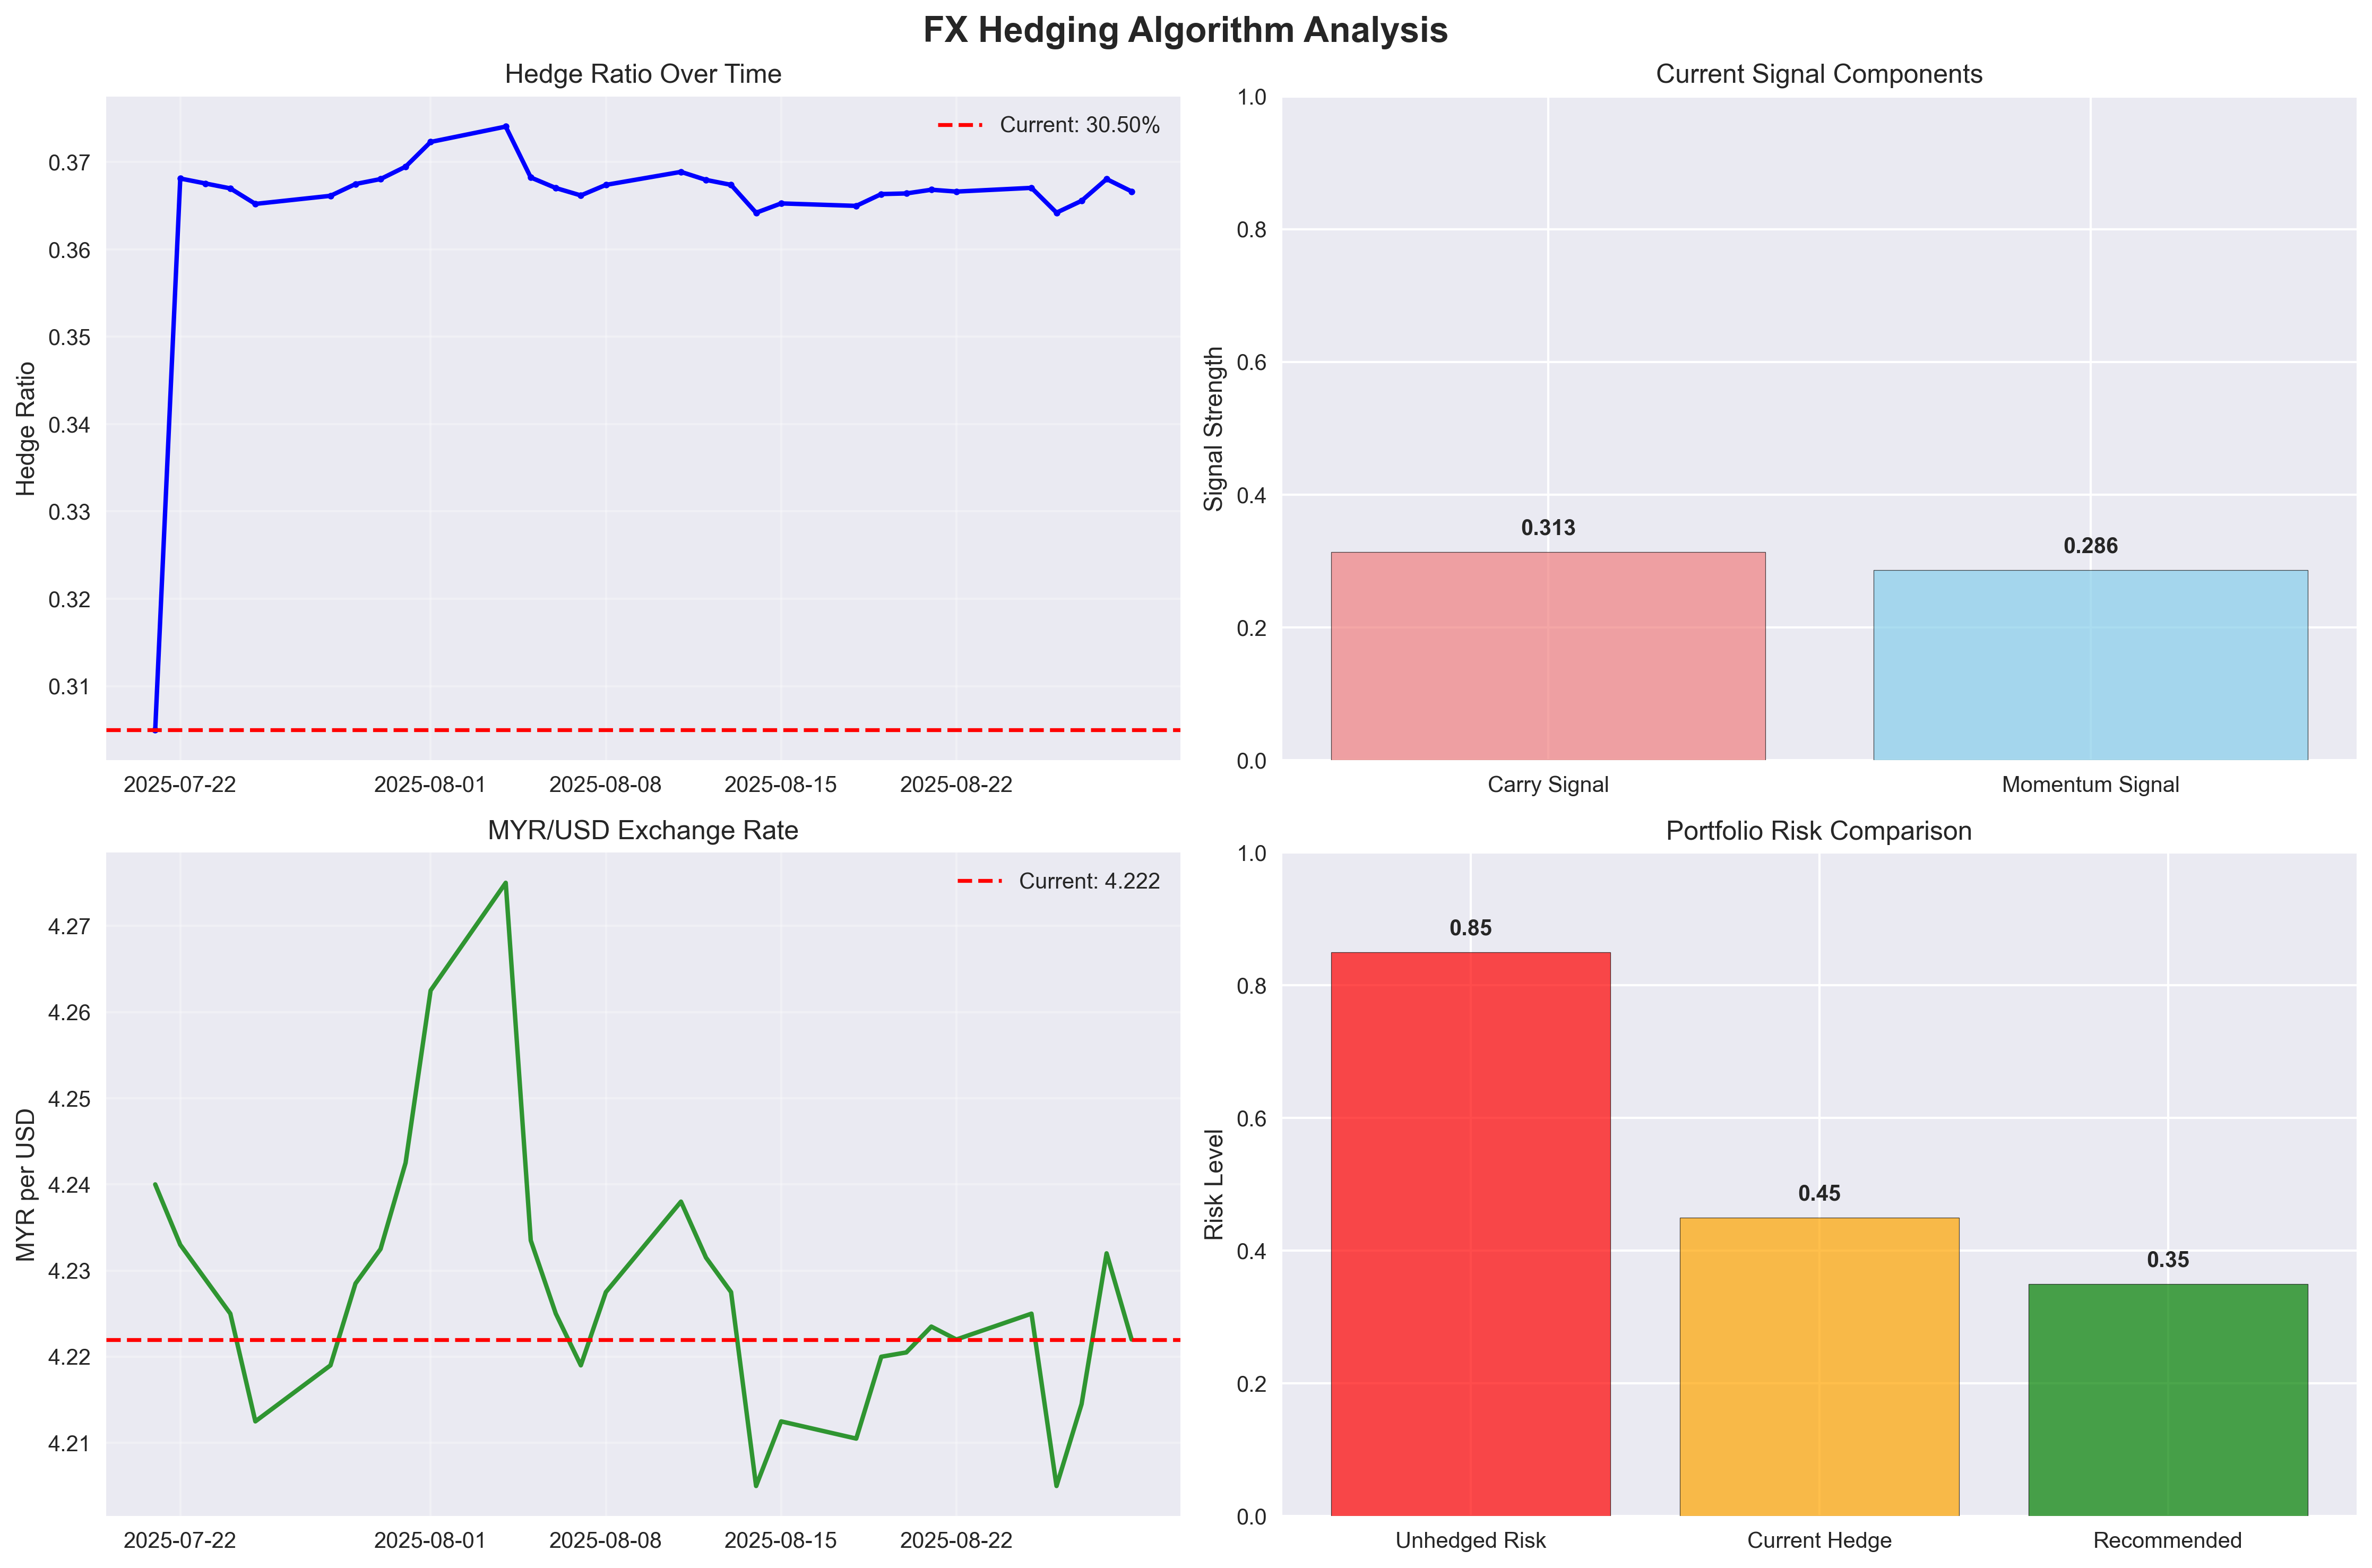 FX Hedging Algorithm Analysis
Hedge Ratio Over Time
Current: 30.50%
Hedge Ratio
0.37
0.36
0.35
0.34
0.33
0.32
0.31
2025-07-22
2025-08-01
2025-08-08
2025-08-15
2025-08-22
Current Signal Components
Signal Strength
1.0
0.8
0.6
0.4
0.2
0.0
0.313
0.286
Carry Signal
Momentum Signal
MYR/USD Exchange Rate
Current: 4.222
MYR per USD
4.27
4.26
4.25
4.24
4.23
4.22
4.21
2025-07-22
2025-08-01
2025-08-08
2025-08-15
2025-08-22
Portfolio Risk Comparison
Risk Level
1.0
0.8
0.6
0.4
0.2
0.0
0.85
0.45
0.35
Unhedged Risk
Current Hedge
Recommended